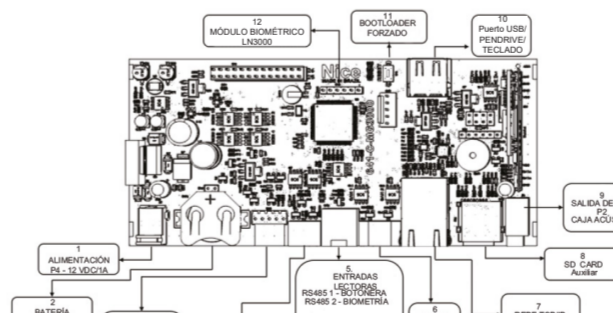 12
MÓDULO BIOMÉTRICO
LN3000
11
BOOTLOADER
FORZADO
10
Puerto USB/
PENDRIVE/
TECLADO
Nice
641-C-MG3000
1
ALIMENTACIÓN
P4 - 12 VDC/1A
2
BATERÍA
5.
ENTRADAS
LECTORAS
RS485 1 - BOTONERA
RS485 2 - BIOMETRÍA
6
7
8
SD CARD
Auxiliar
9
SALIDA DE
P2